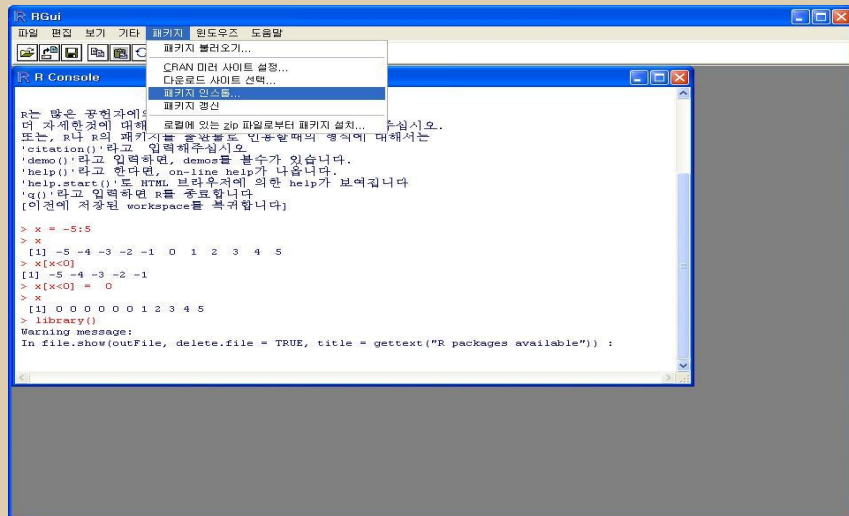 RGui
파일 편집 보기 기타 패키지 윈도우즈 도움말
패키지 불러오기...
CRAN 미러 사이트 설정...
다운로드 사이트 선택...
패키지 인스톨...
패키지 갱신
로컬에 있는 zip 파일로부터 패키지 설치...
R Console
R는 많은 공헌자에의
더 자세한것에 대해 주십시오.
또는, R나 R의 패키지를 출판물로 인용할때의 형식에 대해서는
'citation()'라고 입력해주십시오
'demo()'라고 입력하면, demos를 볼수가 있습니다.
'help()'라고 한다면, on-line help가 나옵니다.
'help.start()'로 HTML 브라우저에 의한 help가 보여집니다
'q()'라고 입력하면 R를 종료합니다
[이전에 저장된 workspace를 복귀합니다]
> x = -5:5
> x
[1] -5 -4 -3 -2 -1 0 1 2 3 4 5
> x[x<0]
[1] -5 -4 -3 -2 -1
> x[x<0] = 0
> x
[1] 0 0 0 0 0 0 1 2 3 4 5
> library()
Warning message:
In file.show(outFile, delete.file = TRUE, title = gettext("R packages available")) :